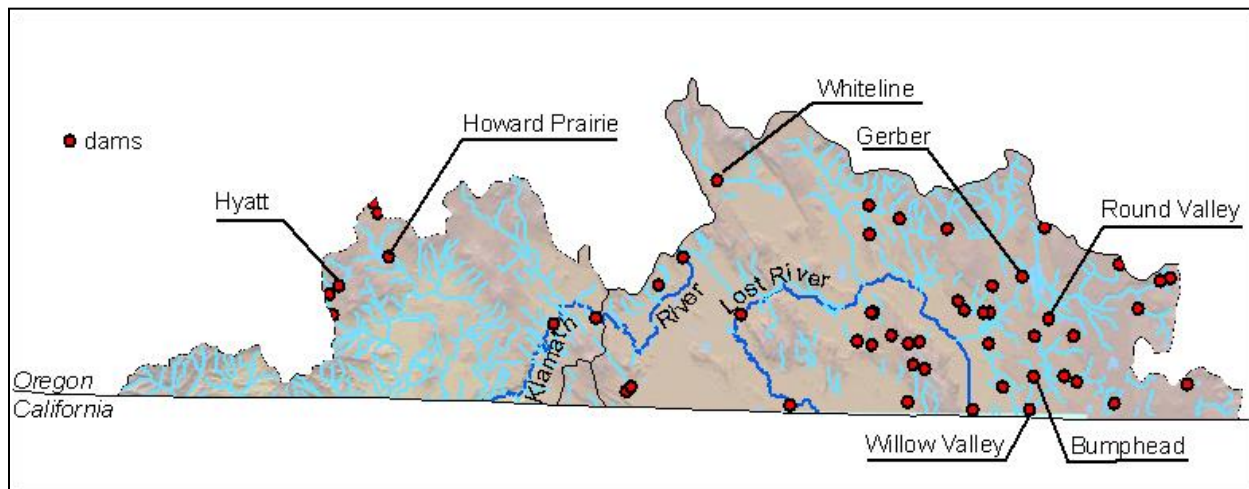 Whiteline
Howard Prairie
dams
Gerber
Hyatt
Round Valley
Lost River
River
Klamath
Oregon
California
Willow Valley
Bumphead